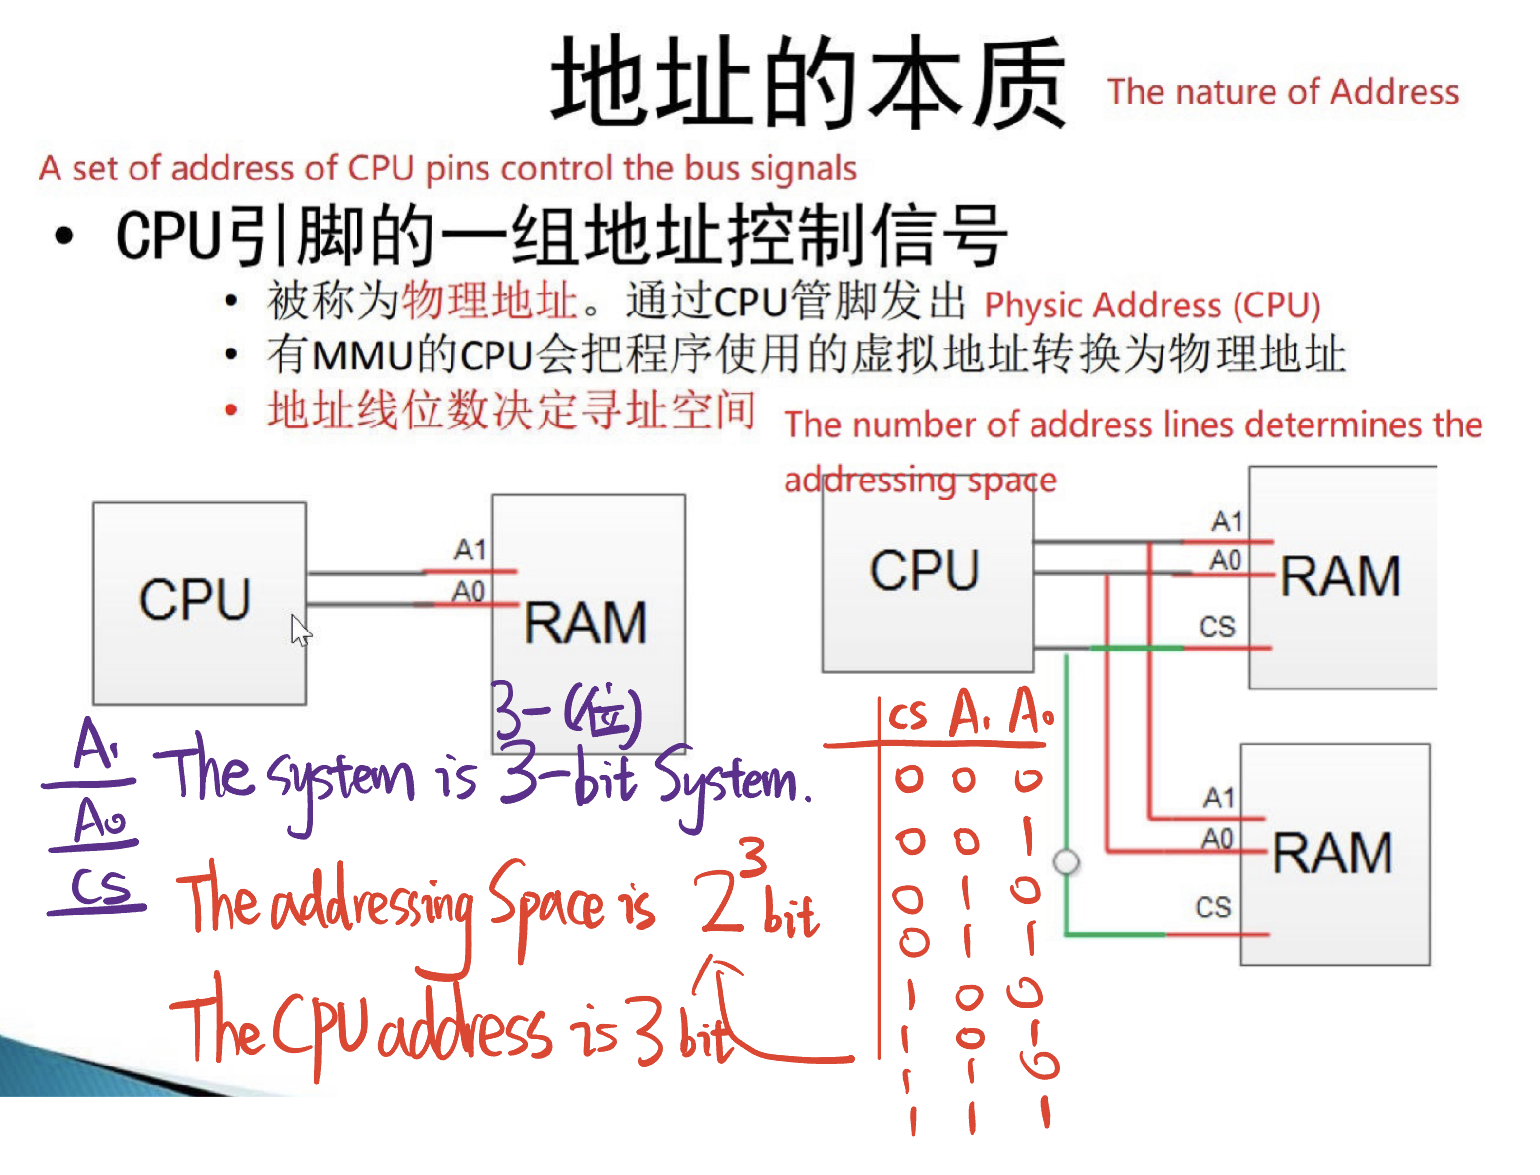 地址的本质 The nature of Address
A set of address of CPU pins control the bus signals
• CPU引脚的一组地址控制信号
• 被称为物理地址。通过CPU管脚发出 Physic Address (CPU)
• 有MMU的CPU会把程序使用的虚拟地址转换为物理地址
• 地址线位数决定寻址空间 The number of address lines determines the
addressing space
CPU
A1
A0
RAM
CPU
A1
A0
RAM
CS
A1
A0
RAM
CS
3-(位)
A1
A0
CS
The system is 3-bit System.
The addressing Space is 2³ bit
The CPU address is 3 bit
CS A1 A0
0 0 0
0 0 1
0 1 0
0 1 1
1 0 0
1 0 1
1 1 0
1 1 1